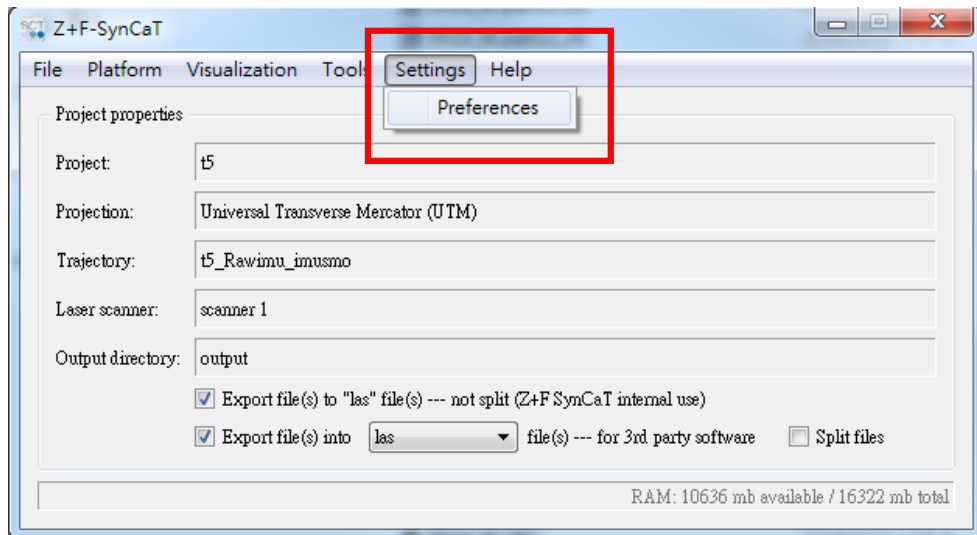 Z+F-SynCaT
File Platform Visualization Tools Settings Help
Preferences
Project properties
Project: t5
Projection: Universal Transverse Mercator (UTM)
Trajectory: t5_Rawimu_imusmo
Laser scanner: scanner 1
Output directory: output
Export file(s) to "las" file(s) --- not split (Z+F SynCaT internal use)
Export file(s) into las file(s) --- for 3rd party software Split files
RAM: 10636 mb available / 16322 mb total